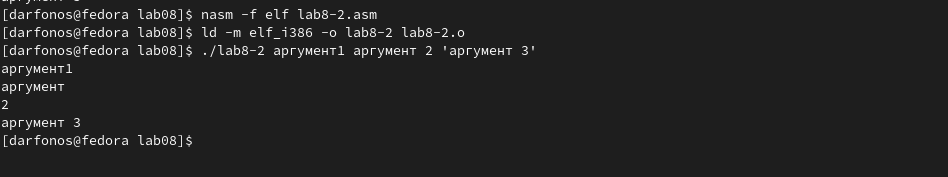 [darfonos@fedora lab08]$ nasm -f elf lab8-2.asm
[darfonos@fedora lab08]$ ld -m elf_i386 -o lab8-2 lab8-2.o
[darfonos@fedora lab08]$ ./lab8-2 аргумент1 аргумент 2 'аргумент 3'
аргумент1
аргумент
2
аргумент 3
[darfonos@fedora lab08]$